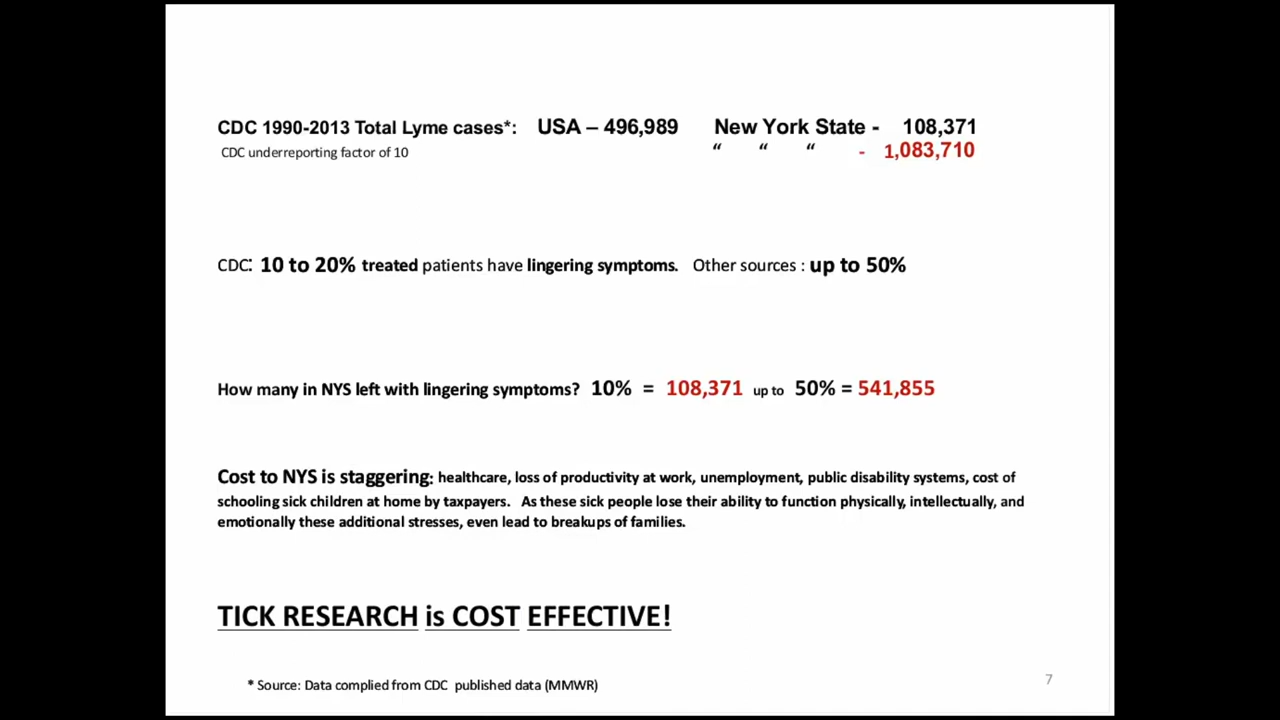 CDC 1990-2013 Total Lyme cases*: USA – 496,989 New York State - 108,371
CDC underreporting factor of 10 “ “ “ - 1,083,710
CDC: 10 to 20% treated patients have lingering symptoms. Other sources : up to 50%
How many in NYS left with lingering symptoms? 10% = 108,371 up to 50% = 541,855
Cost to NYS is staggering: healthcare, loss of productivity at work, unemployment, public disability systems, cost of
schooling sick children at home by taxpayers. As these sick people lose their ability to function physically, intellectually, and
emotionally these additional stresses, even lead to breakups of families.
TICK RESEARCH is COST EFFECTIVE!
* Source: Data complied from CDC published data (MMWR)
7